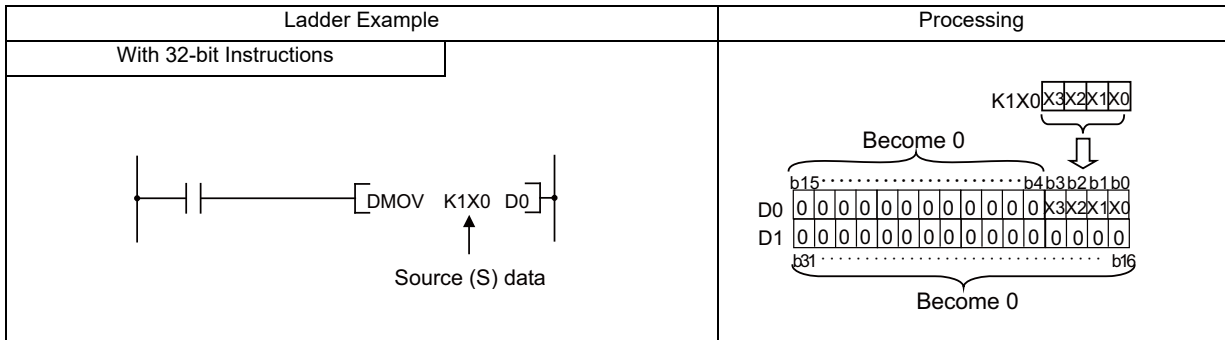 Ladder Example
Processing
With 32-bit Instructions
DMOV K1X0 D0
Source (S) data
K1X0 X3 X2 X1 X0
Become 0
b15 · · · · · · · · · · · · · · · · · · · · · · · b4 b3 b2 b1 b0
D0 0 0 0 0 0 0 0 0 0 0 0 0 X3 X2 X1 X0
D1 0 0 0 0 0 0 0 0 0 0 0 0 0 0 0 0
b31 · · · · · · · · · · · · · · · · · · · · · · · · · · · · b16
Become 0